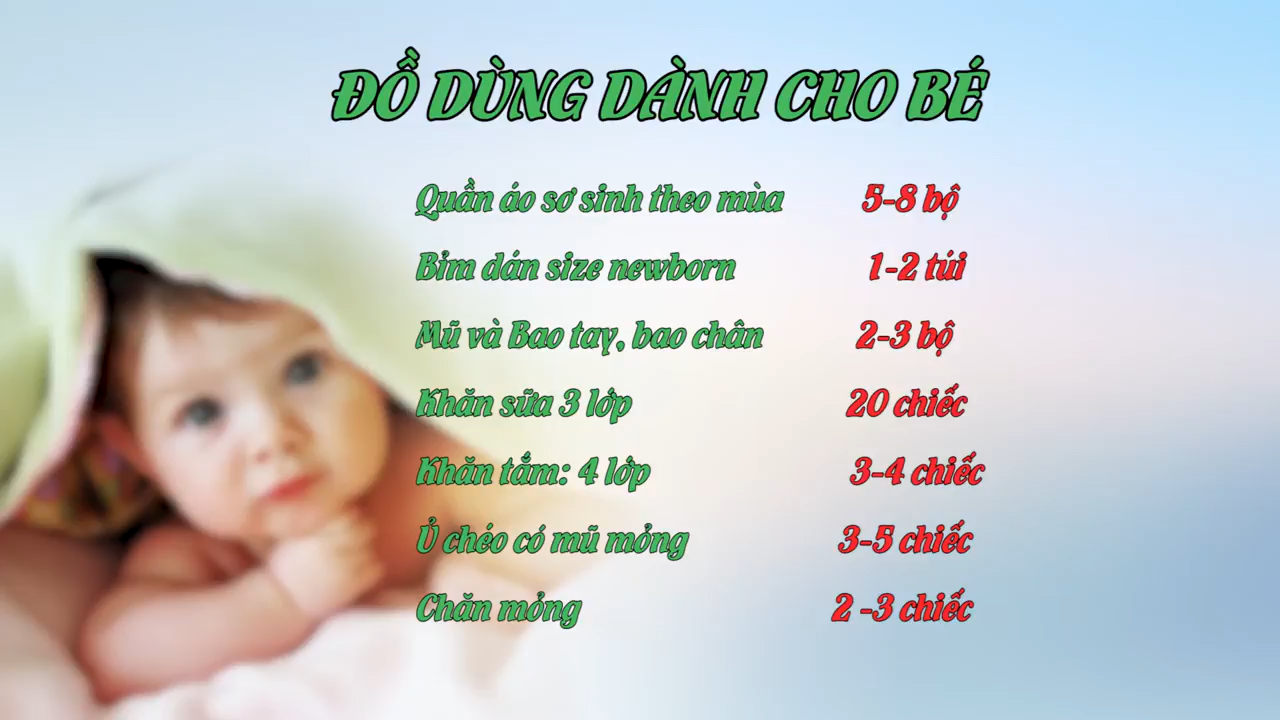 ĐỒ DÙNG DÀNH CHO BÉ
Quần áo sơ sinh theo mùa 5-8 bộ
Bỉm dán size newborn 1-2 túi
Mũ và Bao tay, bao chân 2-3 bộ
Khăn sữa 3 lớp 20 chiếc
Khăn tắm: 4 lớp 3-4 chiếc
Ủ chéo có mũ mỏng 3-5 chiếc
Chăn mỏng 2 -3 chiếc